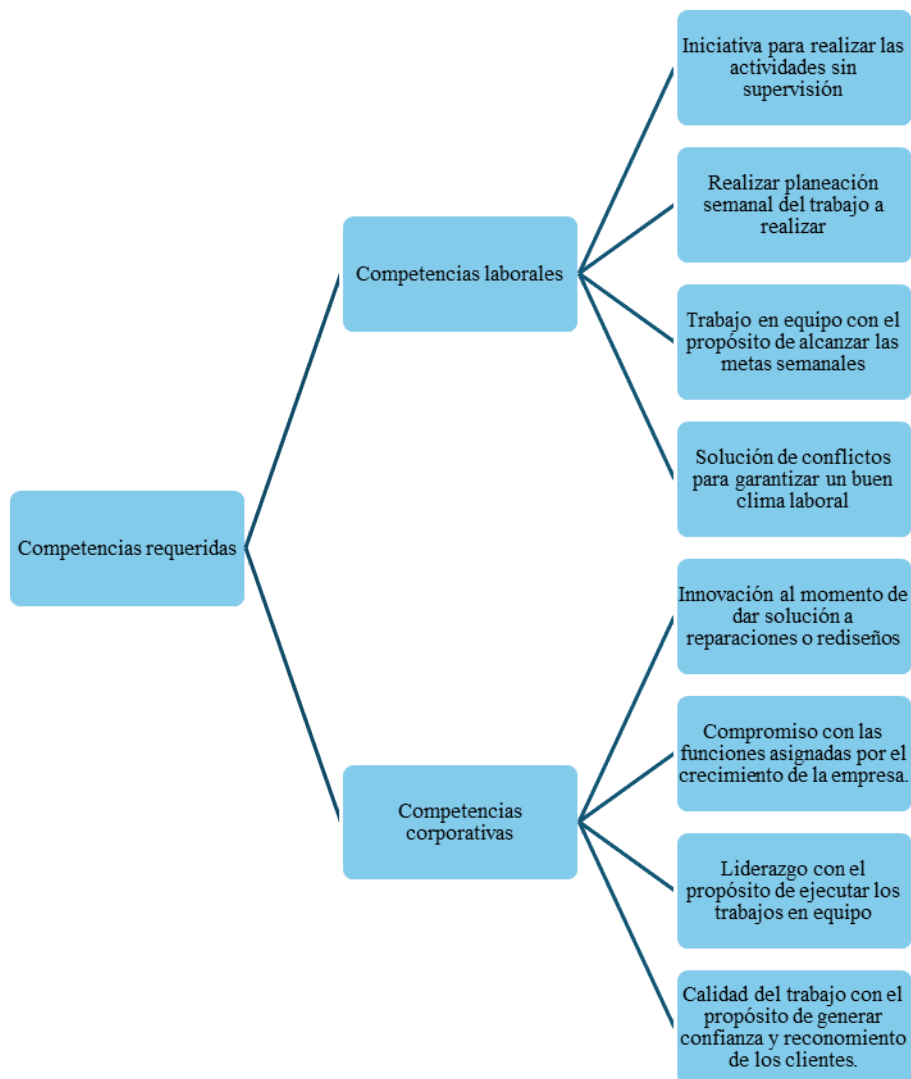 Competencias requeridas
Competencias laborales
Iniciativa para realizar las
actividades sin
supervisión
Realizar planeación
semanal del trabajo a
realizar
Trabajo en equipo con el
propósito de alcanzar las
metas semanales
Solución de conflictos
para garantizar un buen
clima laboral
Competencias
corporativas
Innovación al momento de
dar solución a
reparaciones o rediseños
Compromiso con las
funciones asignadas por el
crecimiento de la empresa.
Liderazgo con el
propósito de ejecutar los
trabajos en equipo
Calidad del trabajo con el
propósito de generar
confianza y reconomiento
de los clientes.